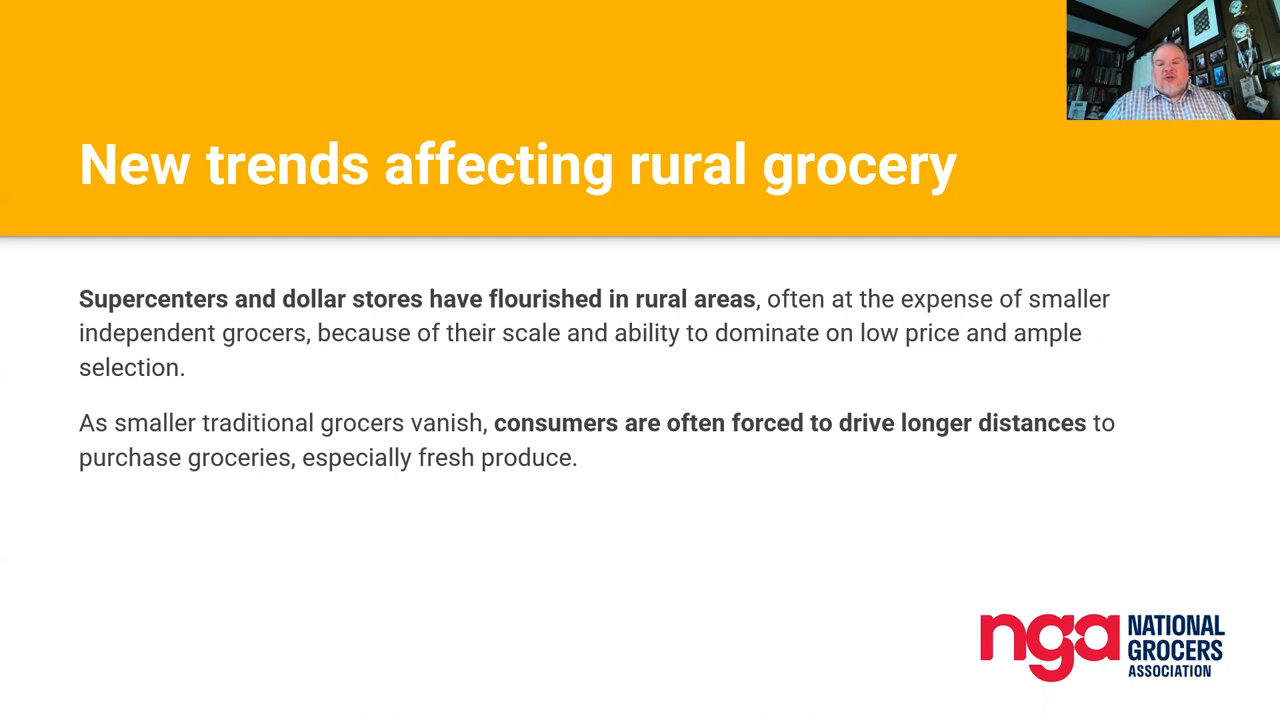 New trends affecting rural grocery
Supercenters and dollar stores have flourished in rural areas, often at the expense of smaller
independent grocers, because of their scale and ability to dominate on low price and ample
selection.
As smaller traditional grocers vanish, consumers are often forced to drive longer distances to
purchase groceries, especially fresh produce.
nga
NATIONAL
GROCERS
ASSOCIATION